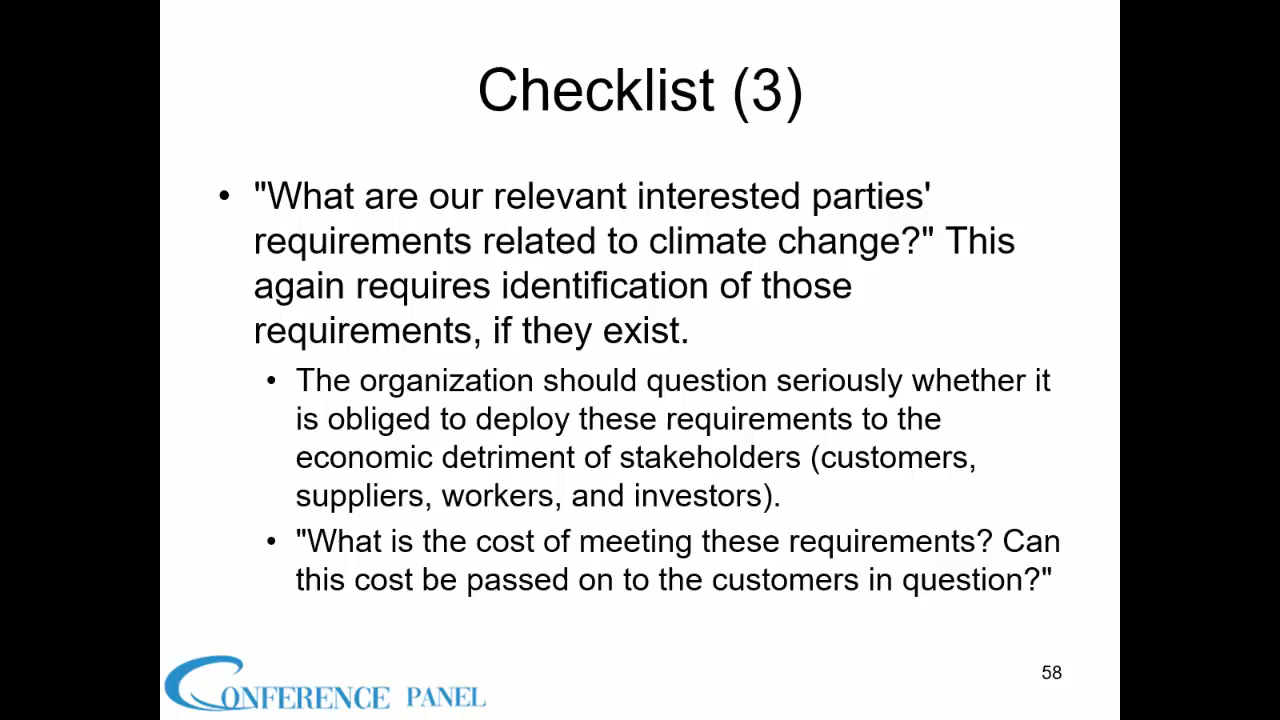 Checklist (3)
• "What are our relevant interested parties'
requirements related to climate change?" This
again requires identification of those
requirements, if they exist.
• The organization should question seriously whether it
is obliged to deploy these requirements to the
economic detriment of stakeholders (customers,
suppliers, workers, and investors).
• "What is the cost of meeting these requirements? Can
this cost be passed on to the customers in question?"
58
CONFERENCE PANEL